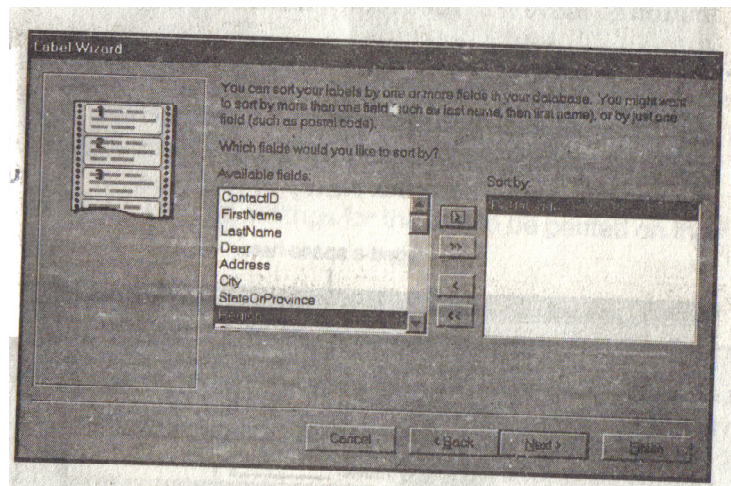 Label Wizard
You can sort your labels by one or more fields in your database. You might want
to sort by more than one field (such as last name, then first name), or by just one
field (such as postal code).
Which fields would you like to sort by?
Available fields:
Sort by:
1
2
3
ContactID
FirstName
LastName
Dear
Address
City
StateOrProvince
Region
>
>>
<
<<
Cancel
< Back
Next >
Finish